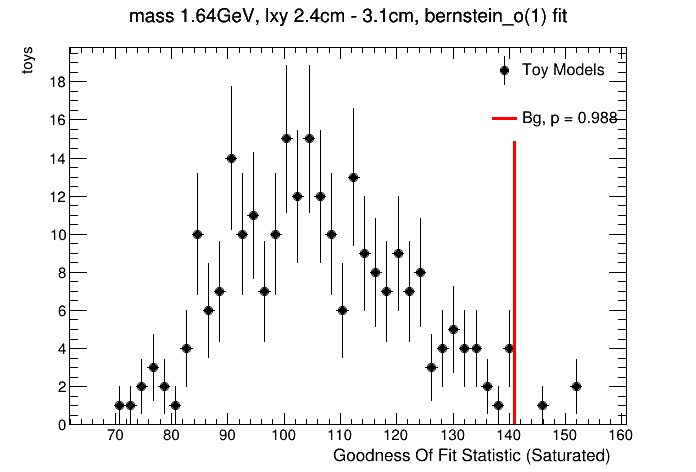 mass 1.64GeV, lxy 2.4cm - 3.1cm, bernstein_o(1) fit
toys
Toy Models
Bg, p = 0.988
18
16
14
12
10
8
6
4
2
0
70 80 90 100 110 120 130 140 150 160
Goodness Of Fit Statistic (Saturated)